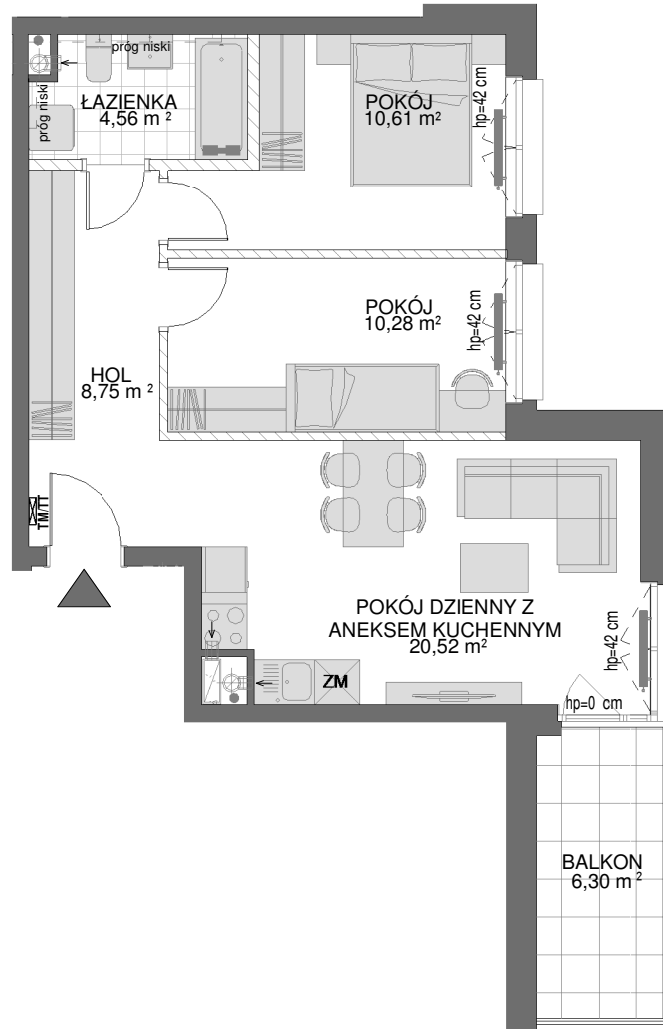 próg niski
próg niski
ŁAZIENKA
4,56 m²
POKÓJ
10,61 m²
hp=42 cm
POKÓJ
10,28 m²
hp=42 cm
HOL
8,75 m²
TM/TT
POKÓJ DZIENNY Z
ANEKSEM KUCHENNYM
20,52 m²
hp=42 cm
ZM
hp=0 cm
BALKON
6,30 m²